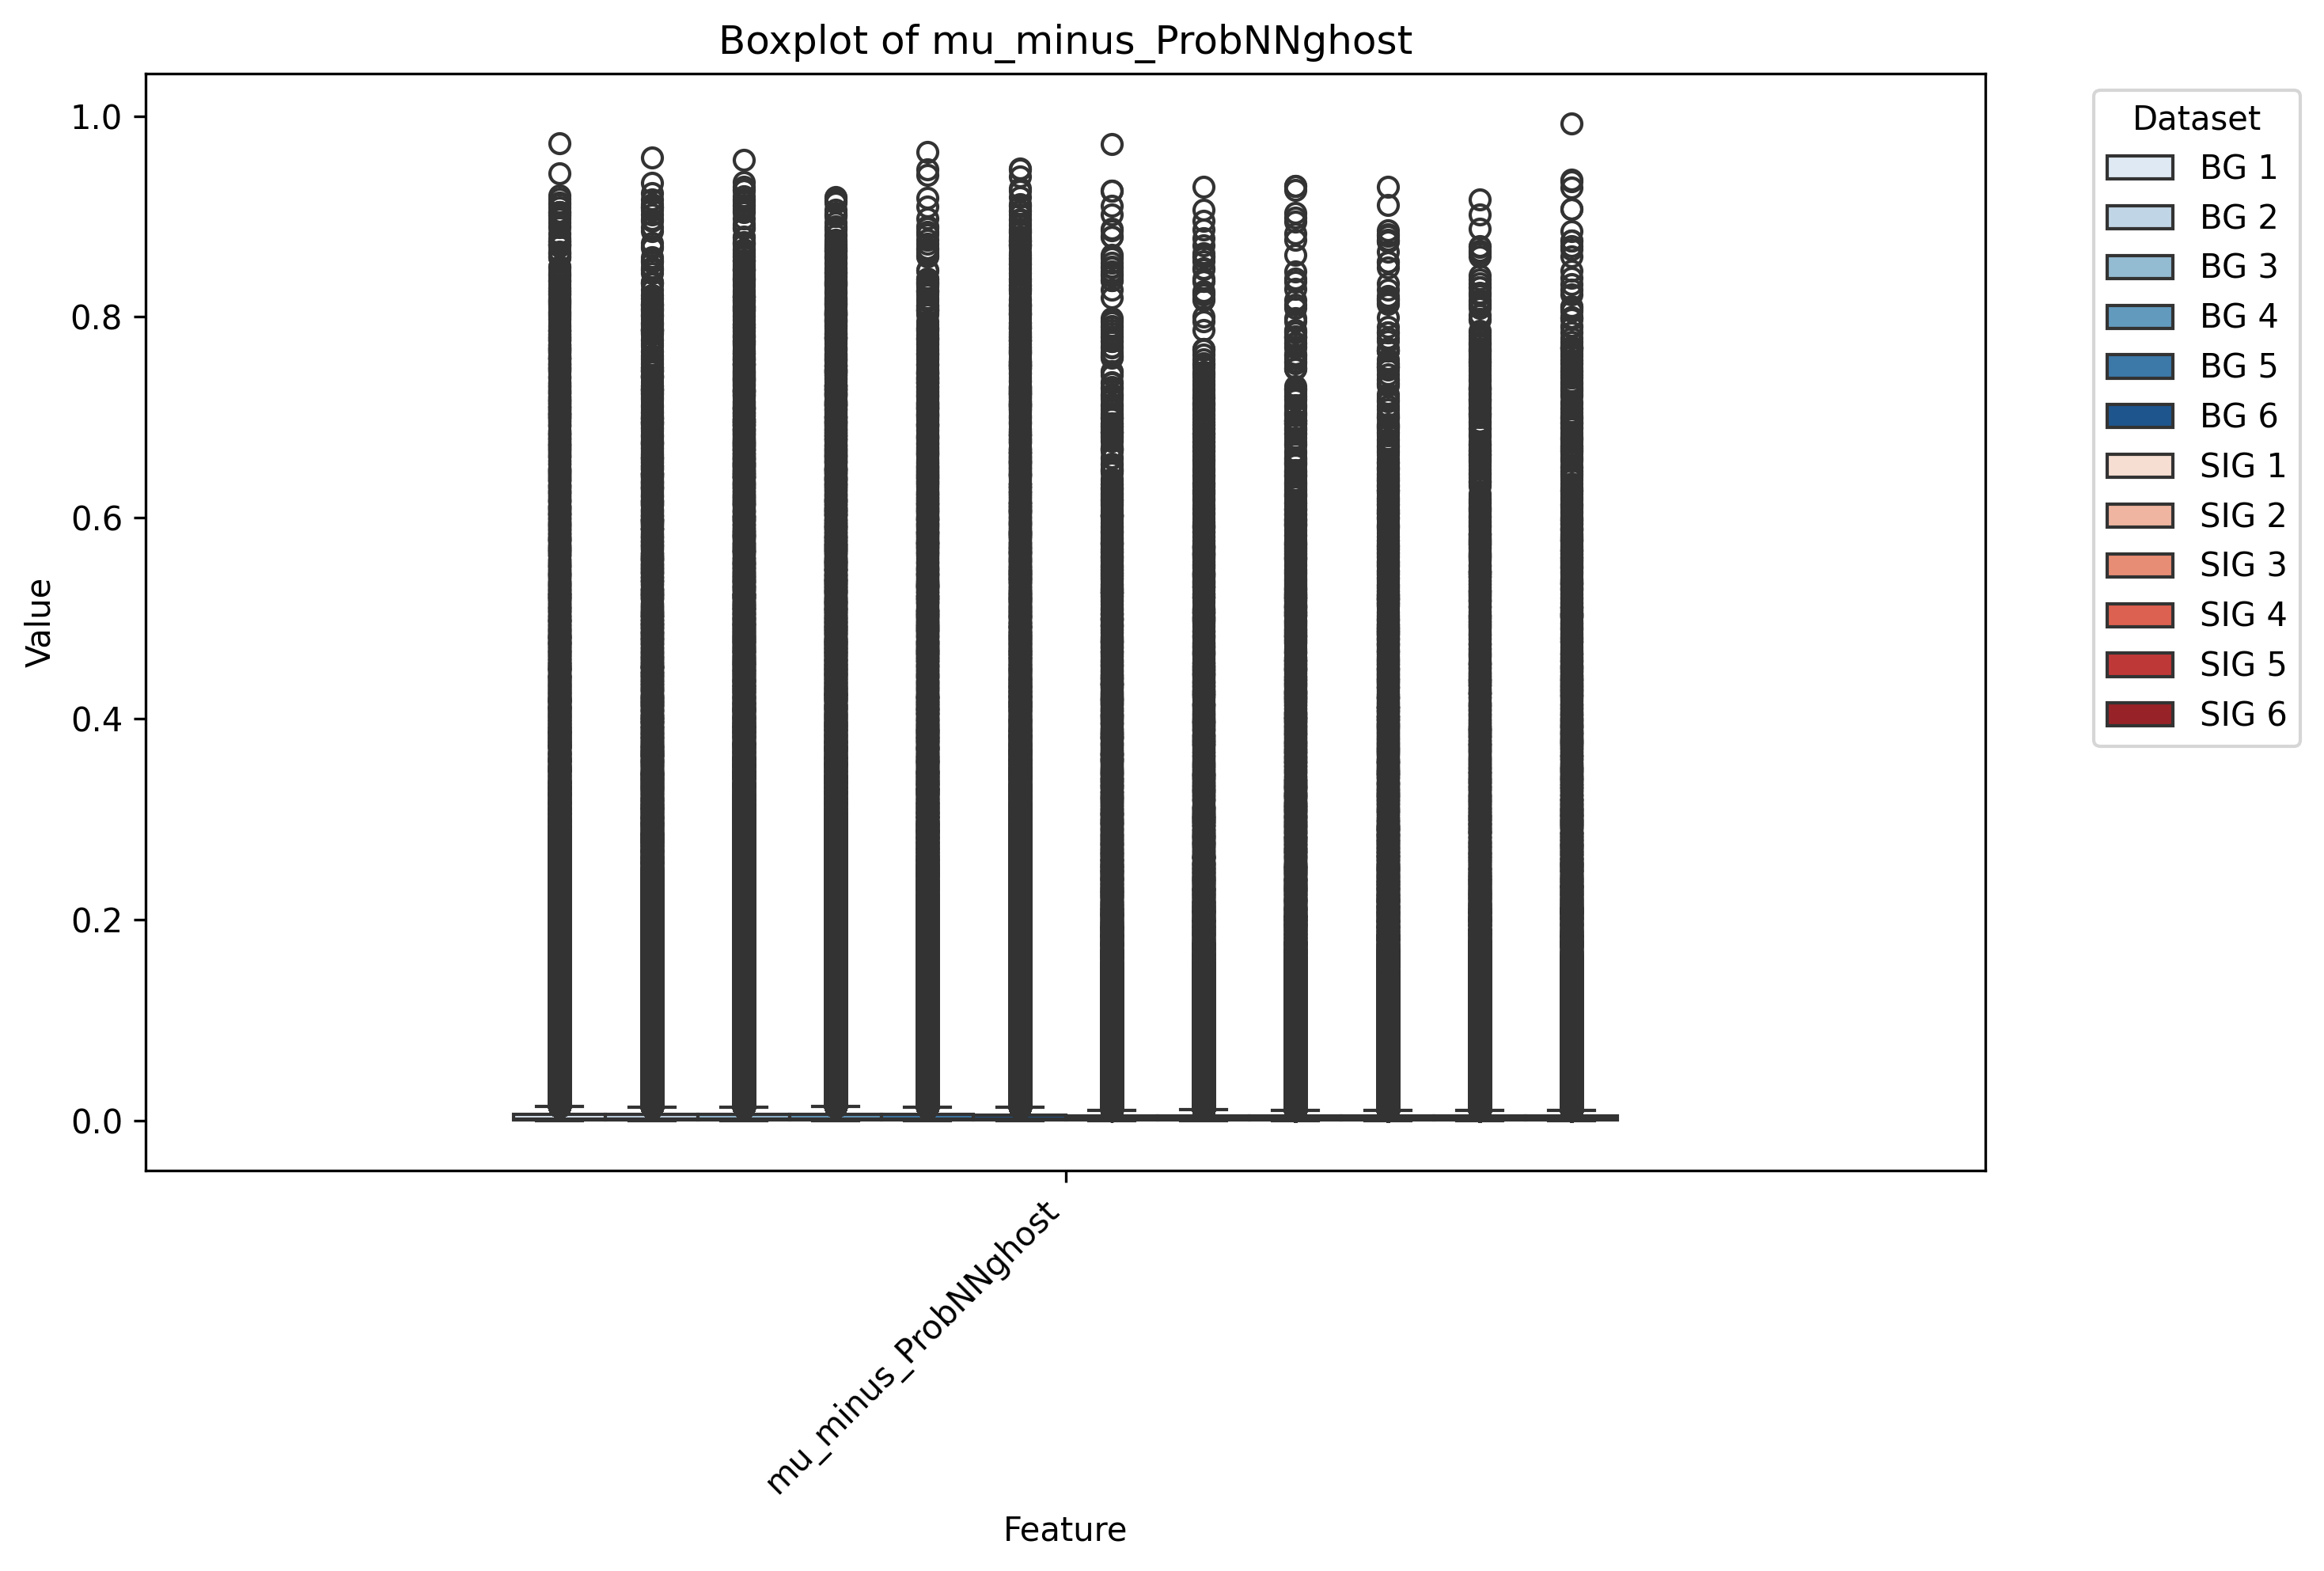 Boxplot of mu_minus_ProbNNghost
1.0
0.8
0.6
0.4
0.2
0.0
Value
mu_minus_ProbNNghost
Feature
Dataset
BG 1
BG 2
BG 3
BG 4
BG 5
BG 6
SIG 1
SIG 2
SIG 3
SIG 4
SIG 5
SIG 6